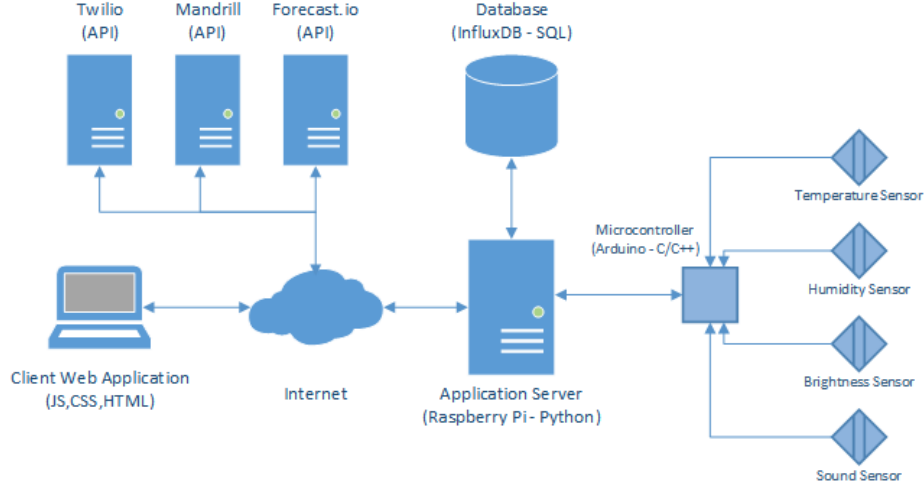 Twilio
(API)
Mandrill
(API)
Forecast.io
(API)
Database
(InfluxDB - SQL)
Temperature Sensor
Microcontroller
(Arduino - C/C++)
Humidity Sensor
Client Web Application
(JS,CSS,HTML)
Internet
Application Server
(Raspberry Pi - Python)
Brightness Sensor
Sound Sensor